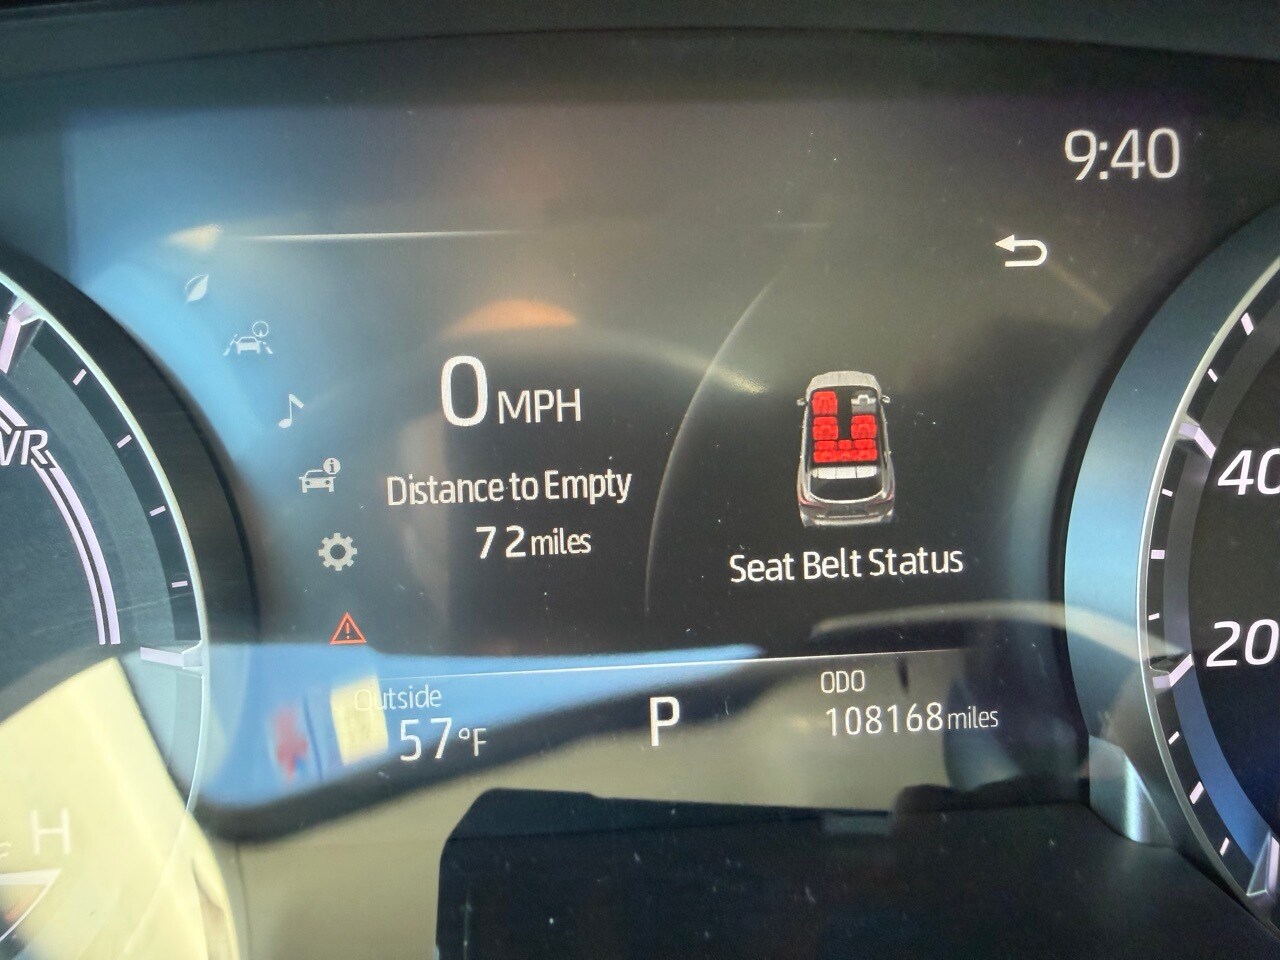 9:40
0 MPH
Distance to Empty
72 miles
Seat Belt Status
Outside
57°F
P
ODO
108168 miles
40
20
H